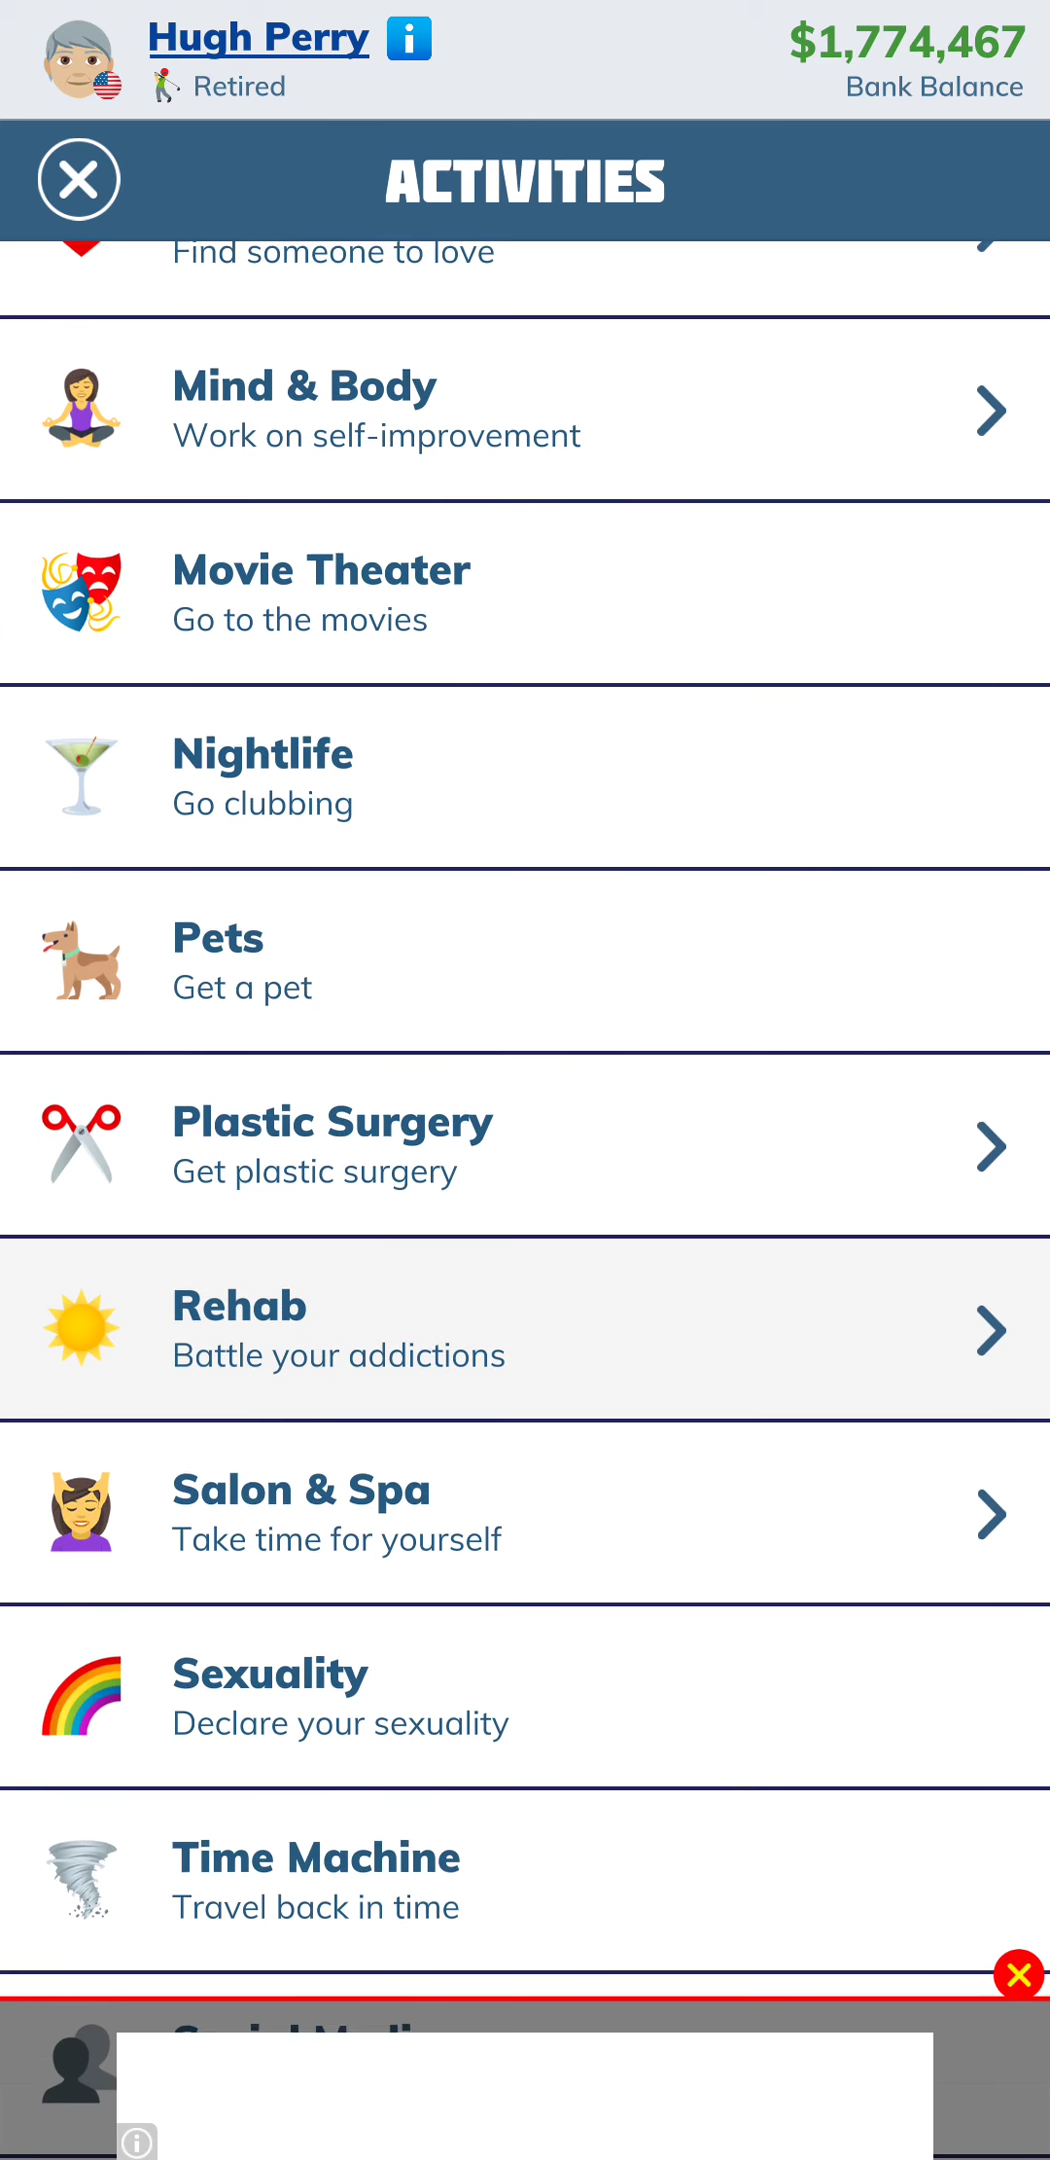 Hugh Perry
$1,774,467
Retired
Bank Balance
ACTIVITIES
Find someone to love
Mind & Body
Work on self-improvement
Movie Theater
Go to the movies
Nightlife
Go clubbing
Pets
Get a pet
Plastic Surgery
Get plastic surgery
Rehab
Battle your addictions
Salon & Spa
Take time for yourself
Sexuality
Declare your sexuality
Time Machine
Travel back in time